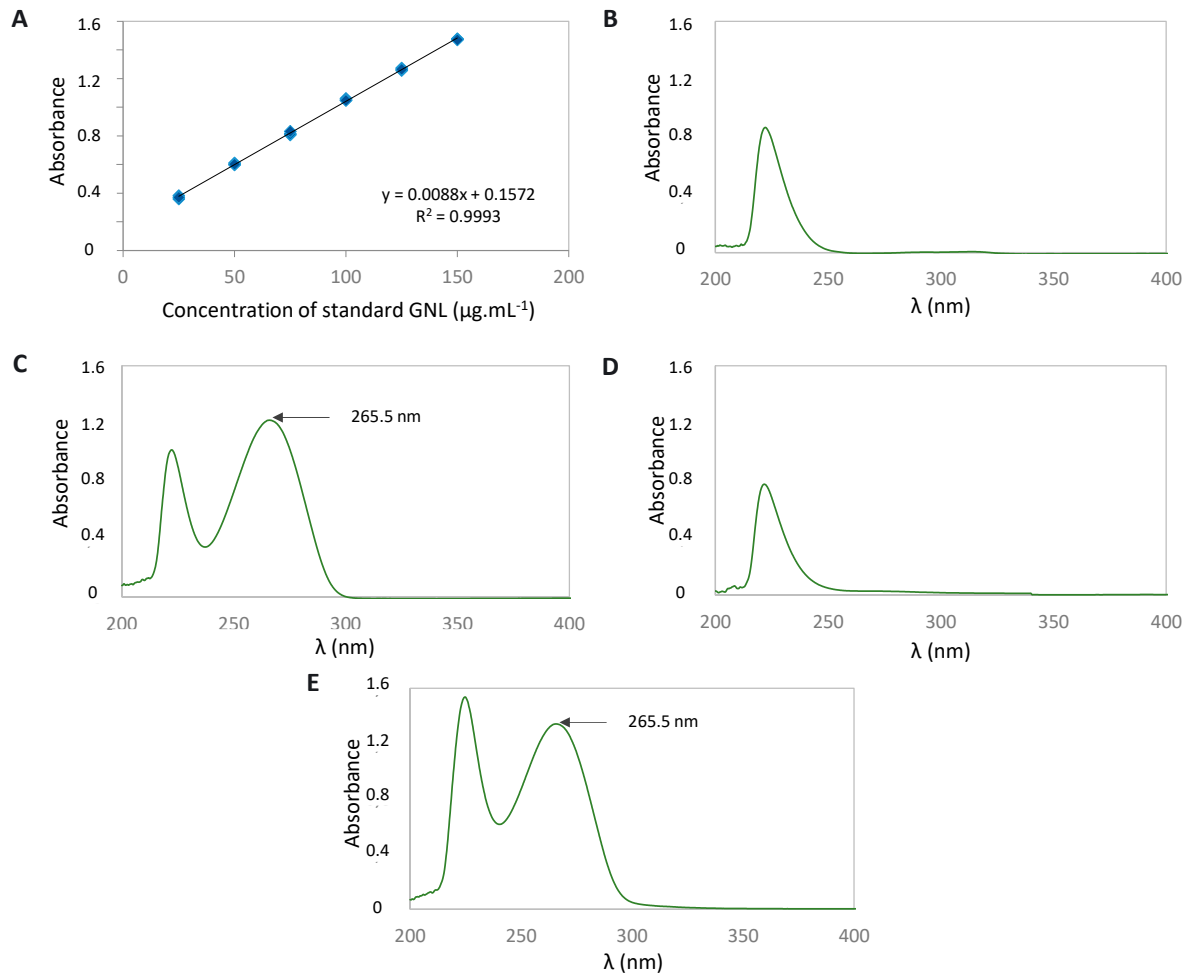 A
1.6
1.2
0.8
0.4
0
Absorbance
y = 0.0088x + 0.1572
R² = 0.9993
0 50 100 150 200
Concentration of standard GNL (µg.mL⁻¹)
B
1.6
1.2
0.8
0.4
0
Absorbance
200 250 300 350 400
λ (nm)
C
1.6
1.2
0.8
0.4
0
Absorbance
265.5 nm
200 250 300 350 400
λ (nm)
D
1.6
1.2
0.8
0.4
0
Absorbance
200 250 300 350 400
λ (nm)
E
1.6
1.2
0.8
0.4
0
Absorbance
265.5 nm
200 250 300 350 400
λ (nm)